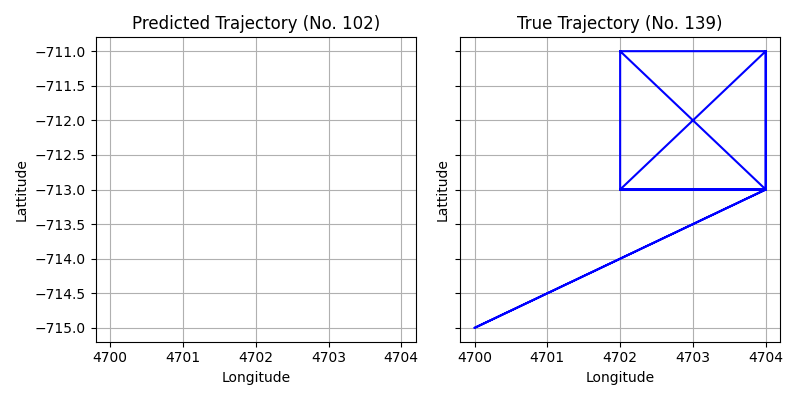 Predicted Trajectory (No. 102)
−711.0
−711.5
−712.0
−712.5
−713.0
−713.5
−714.0
−714.5
−715.0
Lattitude
4700 4701 4702 4703 4704
Longitude
True Trajectory (No. 139)
Lattitude
4700 4701 4702 4703 4704
Longitude